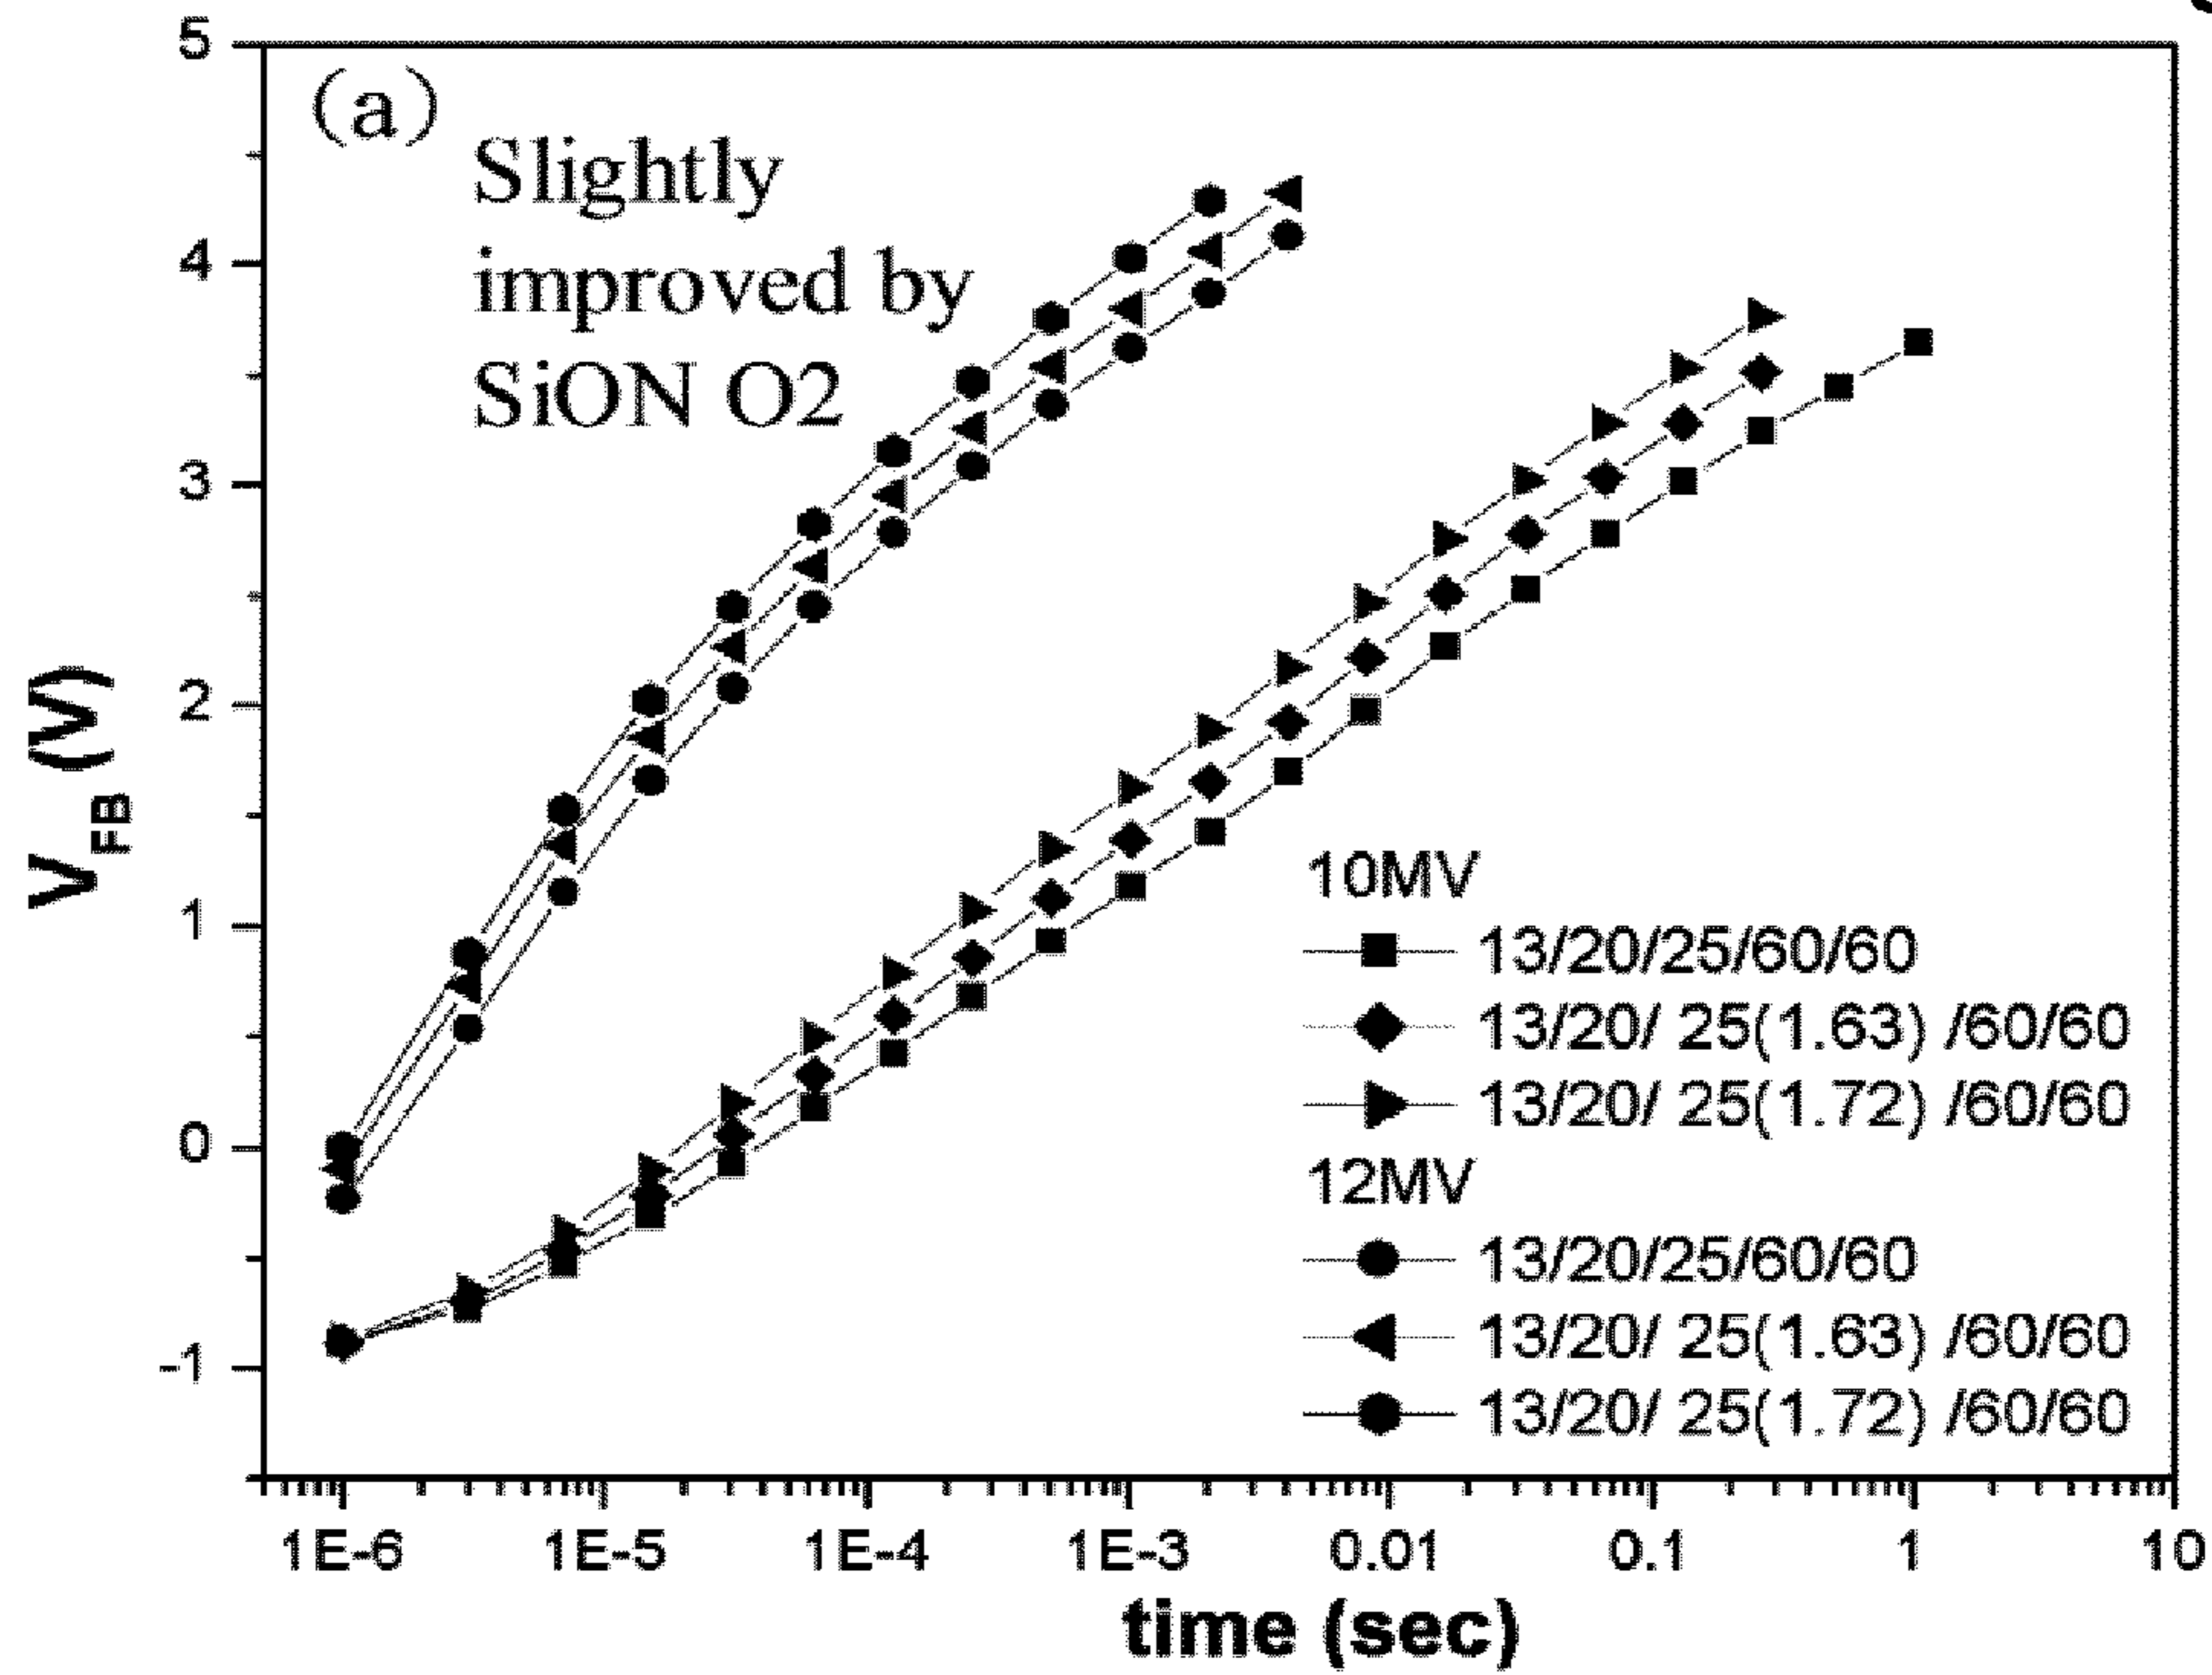 5
(a)
Slightly
improved by
SiON O2
4
3
2
1
0
-1
V_FB (V)
10MV
13/20/25/60/60
13/20/ 25(1.63) /60/60
13/20/ 25(1.72) /60/60
12MV
13/20/25/60/60
13/20/ 25(1.63) /60/60
13/20/ 25(1.72) /60/60
1E-6 1E-5 1E-4 1E-3 0.01 0.1 1 10
time (sec)